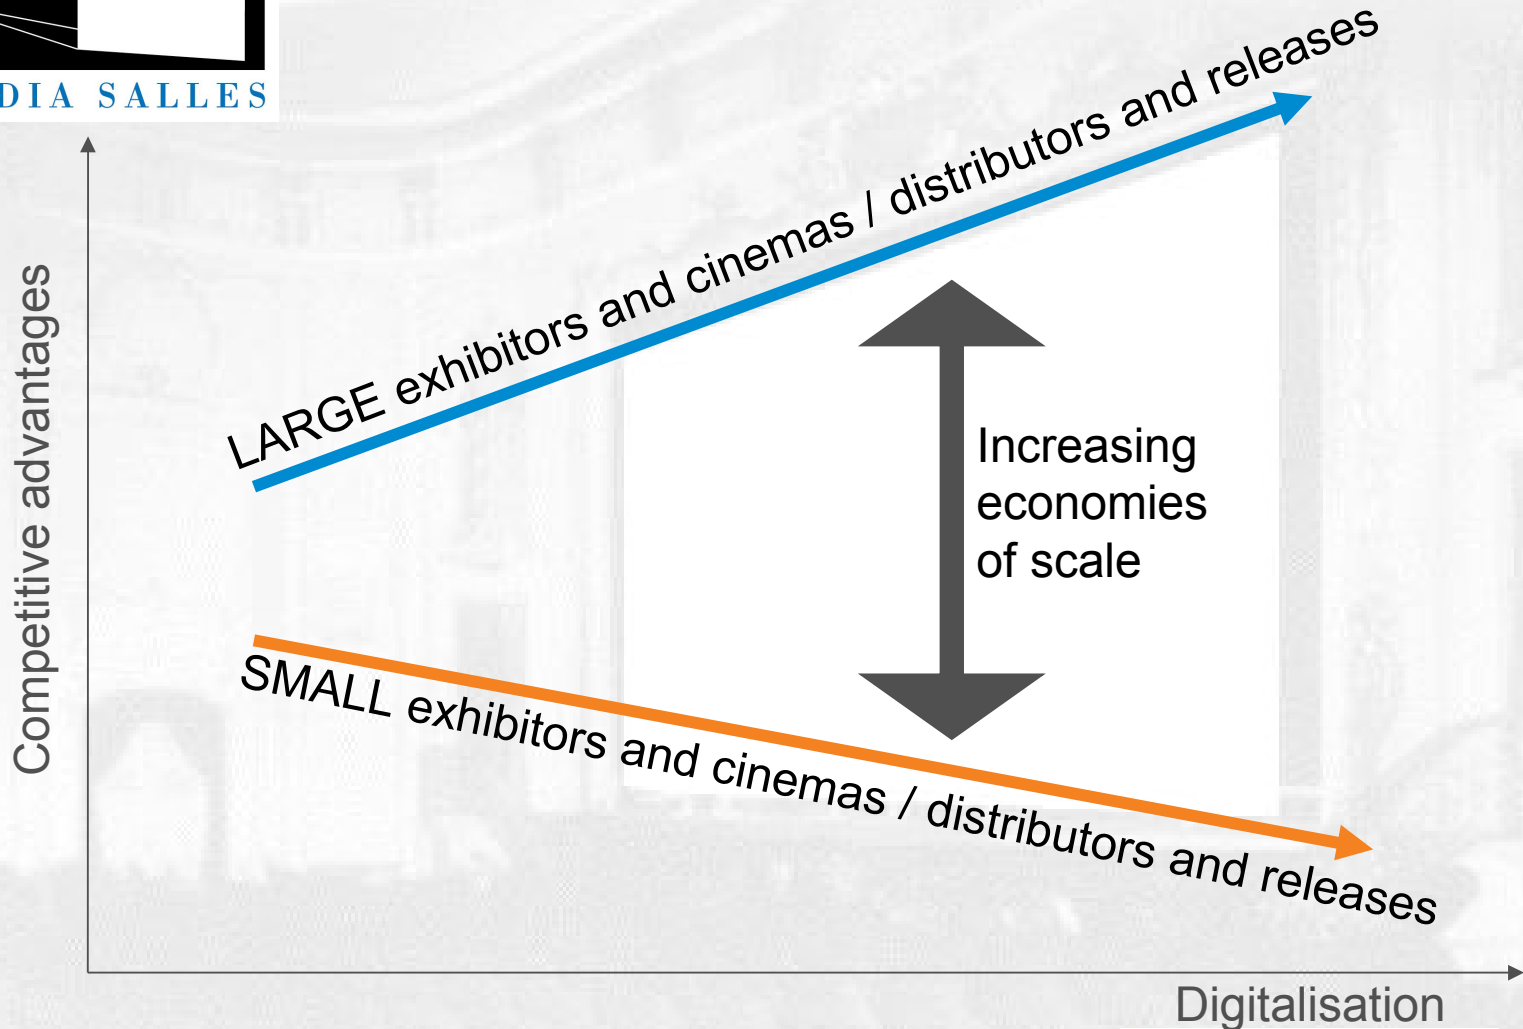 DIA SALLES
LARGE exhibitors and cinemas / distributors and releases
Competitive advantages
Increasing
economies
of scale
SMALL exhibitors and cinemas / distributors and releases
Digitalisation